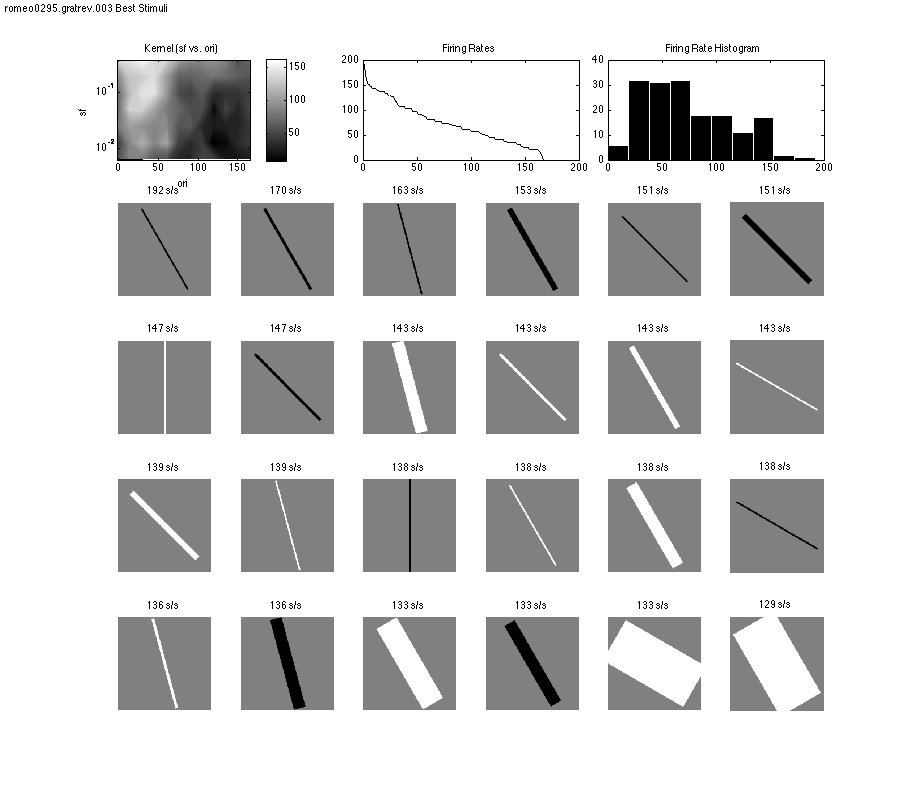 romeo0295.gratrev.003 Best Stimuli
Kernel (sf vs. ori)
Firing Rates
Firing Rate Histogram
sf
10^-1
10^-2
0 50 100 150
ori
150
100
50
200
150
100
50
0
0 50 100 150 200
40
30
20
10
0
0 50 100 150 200
192 s/s 170 s/s 163 s/s 153 s/s 151 s/s 151 s/s
147 s/s 147 s/s 143 s/s 143 s/s 143 s/s 143 s/s
139 s/s 139 s/s 138 s/s 138 s/s 138 s/s 138 s/s
136 s/s 136 s/s 133 s/s 133 s/s 133 s/s 129 s/s